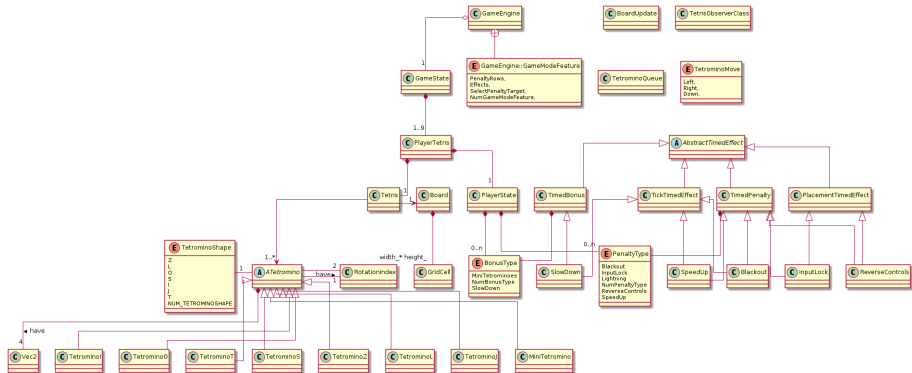 C GameEngine
C BoardUpdate
C TetrisObserverClass
1
C GameState
E GameEngine::GameModeFeature
PenaltyRows,
Effects,
SelectPenaltyTarget,
NumGameModeFeature,
C TetrominoQueue
E TetrominoMove
Left,
Right,
Down,
1..9
C PlayerTetris
A AbstractTimedEffect
1
1
1
C Tetris
C Board
C PlayerState
C TimedBonus
C TickTimedEffect
C TimedPenalty
C PlacementTimedEffect
E TetrominoShape
Z
L
O
S
I
J
T
NUM_TETROMINOSHAPE
1
1..*
A ATetromino
2
have
1
C RotationIndex
width_* height_
C GridCell
0..n
E BonusType
MiniTetrominoes
NumBonusType
SlowDown
C SlowDown
0..n
E PenaltyType
Blackout
InputLock
Lightning
NumPenaltyType
ReverseControls
SpeedUp
C SpeedUp
C Blackout
C InputLock
C ReverseControls
have
4
C Vec2
C TetrominoI
C TetrominoO
C TetrominoT
C TetrominoS
C TetrominoZ
C TetrominoL
C TetrominoJ
C MiniTetromino